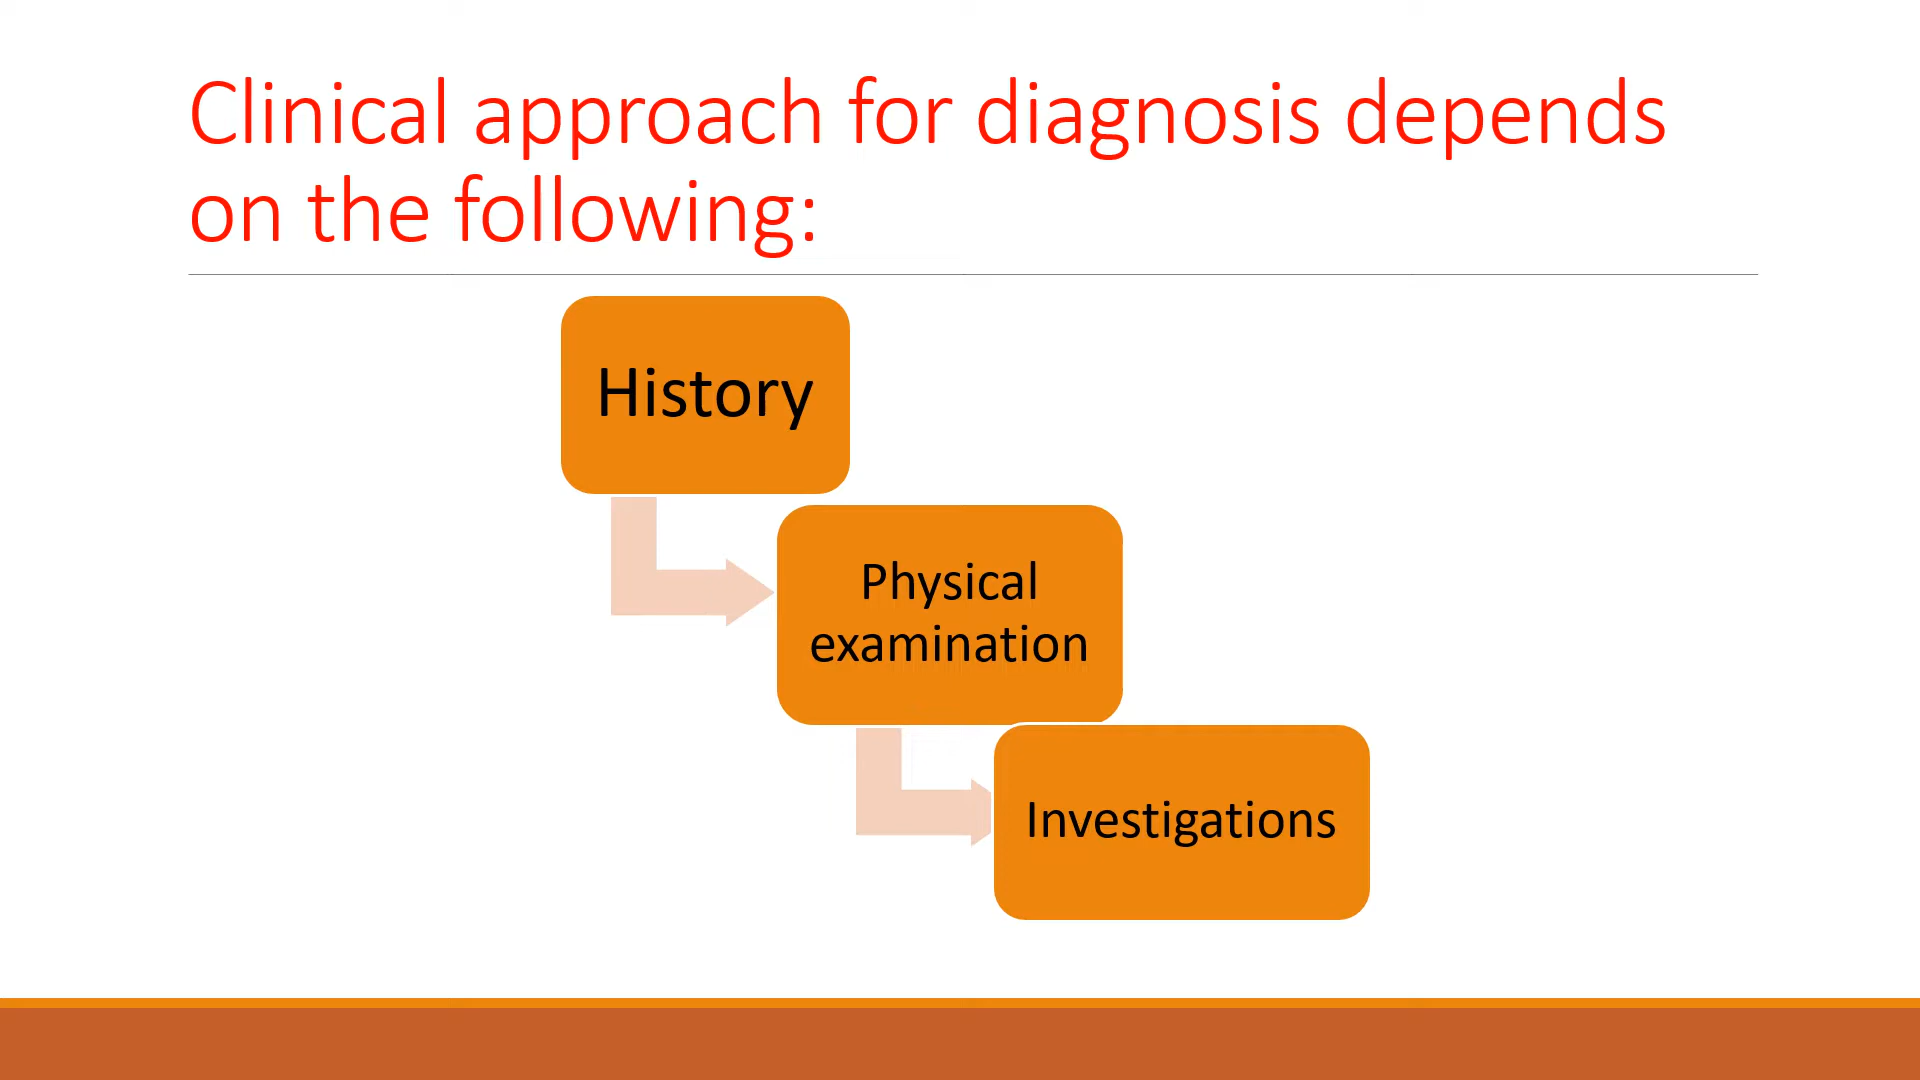 Clinical approach for diagnosis depends
on the following:
History
Physical
examination
Investigations